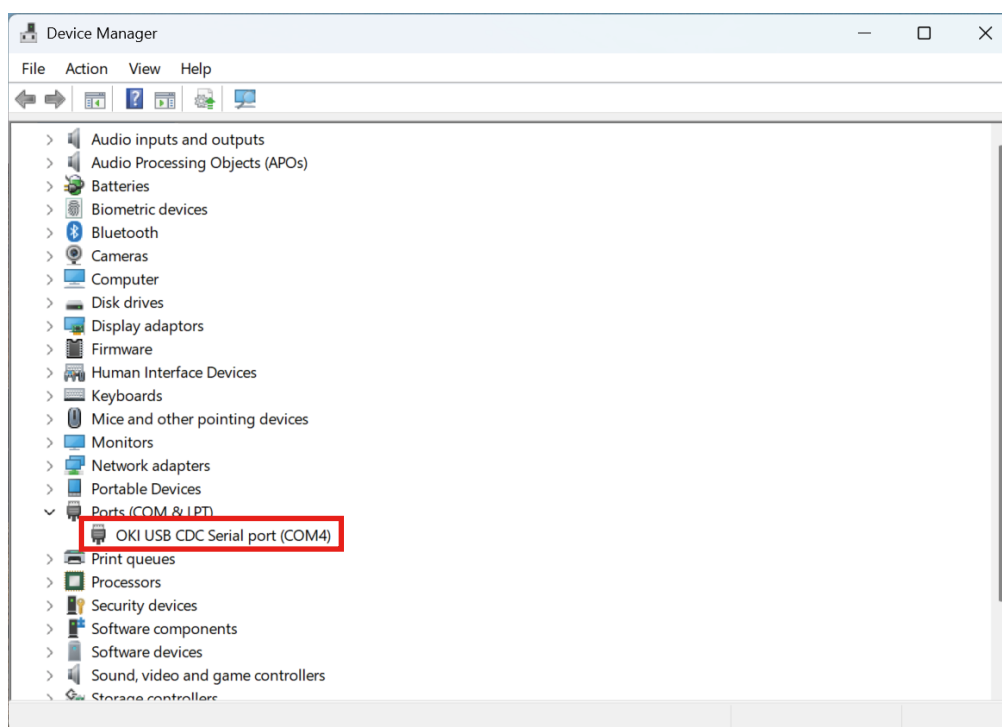 Device Manager
File Action View Help
Audio inputs and outputs
Audio Processing Objects (APOs)
Batteries
Biometric devices
Bluetooth
Cameras
Computer
Disk drives
Display adaptors
Firmware
Human Interface Devices
Keyboards
Mice and other pointing devices
Monitors
Network adapters
Portable Devices
Ports (COM & LPT)
OKI USB CDC Serial port (COM4)
Print queues
Processors
Security devices
Software components
Software devices
Sound, video and game controllers
Storage controllers